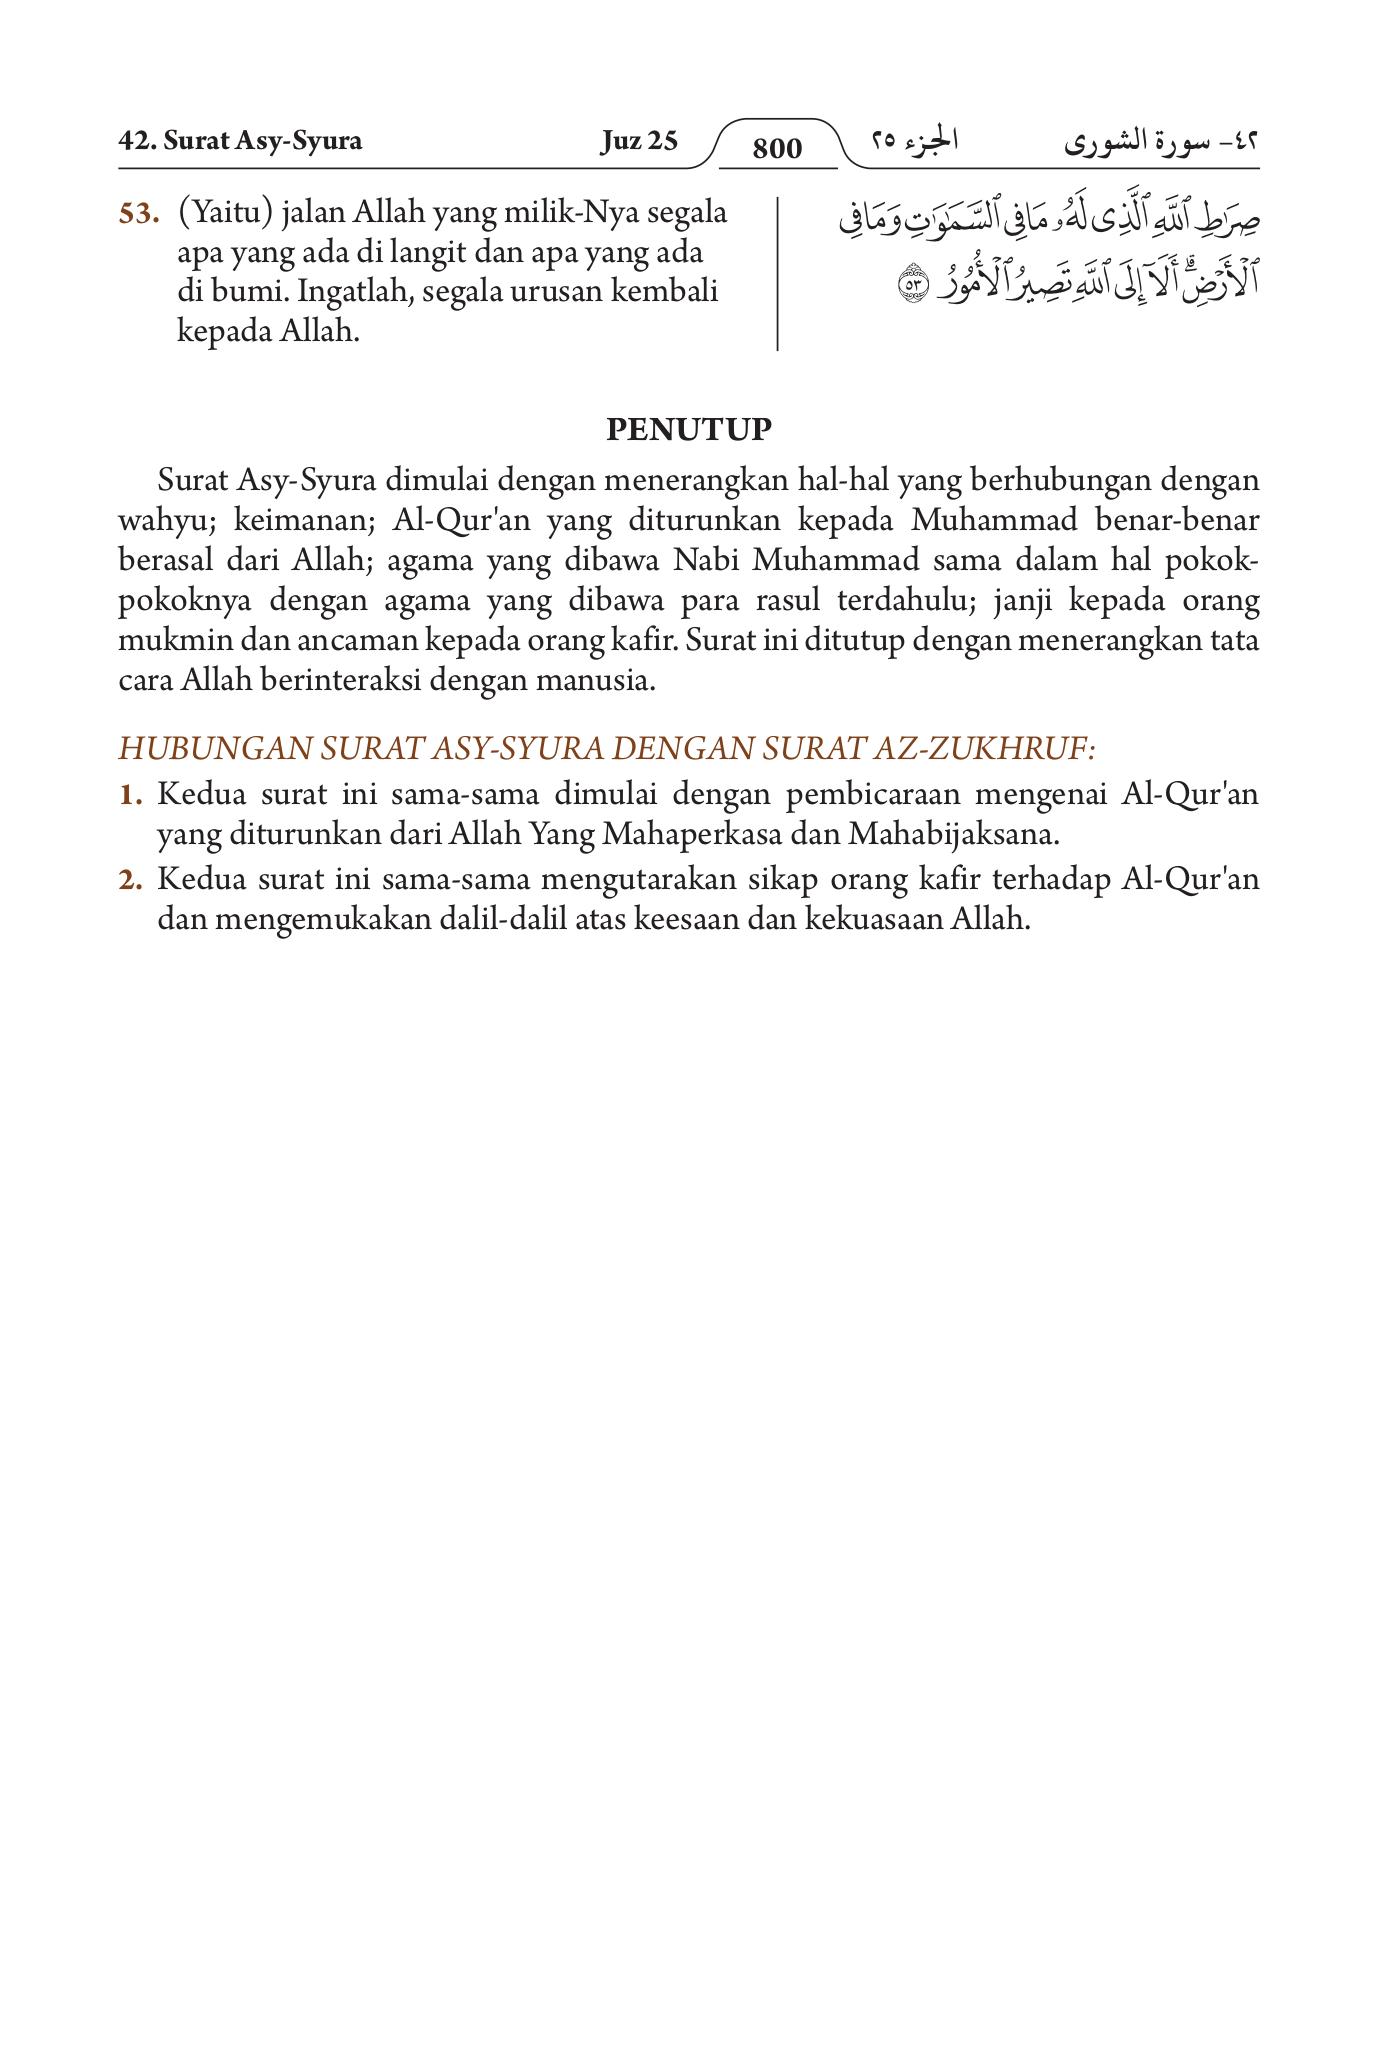 42. Surat Asy-Syura Juz 25 800 الجزء ٢٥ ٤٢- سورة الشورى
53. (Yaitu) jalan Allah yang milik-Nya segala
apa yang ada di langit dan apa yang ada
di bumi. Ingatlah, segala urusan kembali
kepada Allah.
صِرَٰطِ ٱللَّهِ ٱلَّذِى لَهُۥ مَا فِى ٱلسَّمَٰوَٰتِ وَمَا فِى
ٱلْأَرْضِ ۗ أَلَآ إِلَى ٱللَّهِ تَصِيرُ ٱلْأُمُورُ ٥٣
PENUTUP
Surat Asy-Syura dimulai dengan menerangkan hal-hal yang berhubungan dengan
wahyu; keimanan; Al-Qur'an yang diturunkan kepada Muhammad benar-benar
berasal dari Allah; agama yang dibawa Nabi Muhammad sama dalam hal pokok-
pokoknya dengan agama yang dibawa para rasul terdahulu; janji kepada orang
mukmin dan ancaman kepada orang kafir. Surat ini ditutup dengan menerangkan tata
cara Allah berinteraksi dengan manusia.
HUBUNGAN SURAT ASY-SYURA DENGAN SURAT AZ-ZUKHRUF:
1. Kedua surat ini sama-sama dimulai dengan pembicaraan mengenai Al-Qur'an
yang diturunkan dari Allah Yang Mahaperkasa dan Mahabijaksana.
2. Kedua surat ini sama-sama mengutarakan sikap orang kafir terhadap Al-Qur'an
dan mengemukakan dalil-dalil atas keesaan dan kekuasaan Allah.